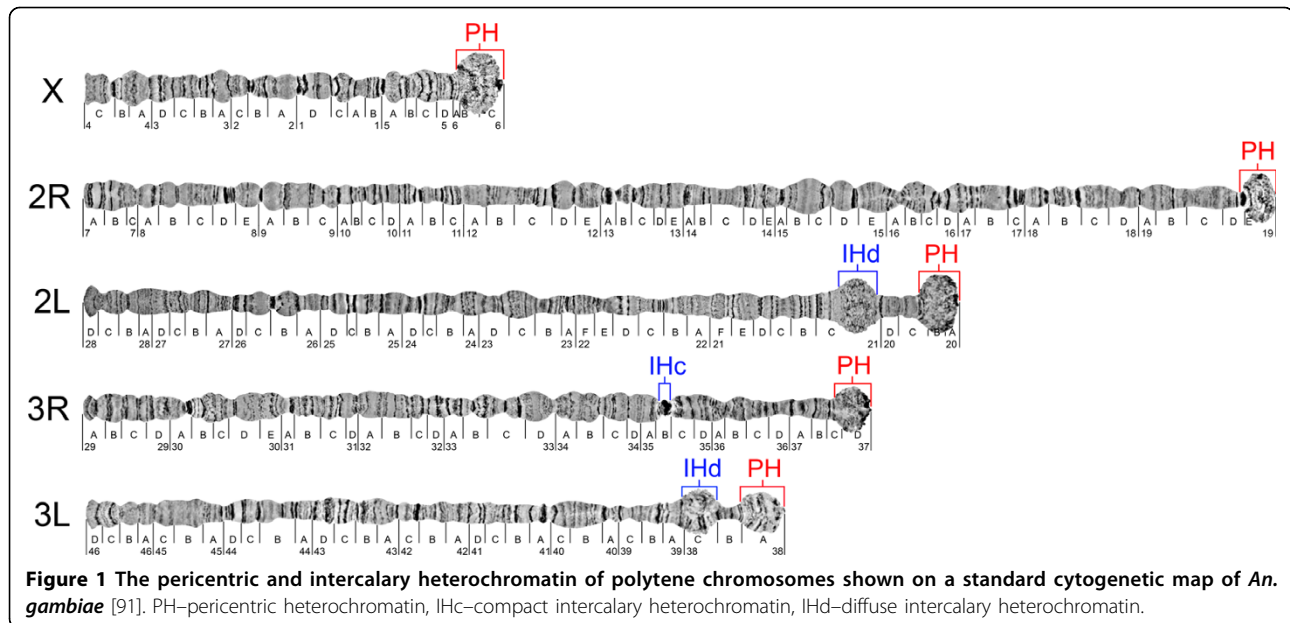 PH
X
C B A D C B A C B A D C A B A B C D A B C
4 4 3 3 2 2 1 1 5 5 6 6
PH
2R
A B C A B C D E A B C A B C D A B C A B C D E A B C D E A B C D E A B C D E A B C D A B C A B C D A B C D E
7 7 8 8 9 9 10 10 11 11 12 12 13 13 14 14 15 15 16 16 17 17 18 18 19 19
IHd PH
2L
D C B A D C B A D C B A D C B A D C B A D C B A F E D C B A F E D C B C D C B A
28 28 27 27 26 26 25 25 24 24 23 23 22 22 21 21 20 20
IHc PH
3R
A B C D A B C D E A B C D A B C D A B C D A B C D A B C D A B C D A B C D
29 29 30 30 31 31 32 32 33 33 34 34 35 35 36 36 37 37
IHd PH
3L
D C B A C B A D C B A D C B A C B A D C B A C B A C B A C B A
46 46 45 45 44 44 43 43 42 42 41 41 40 40 39 39 38 38
Figure 1 The pericentric and intercalary heterochromatin of polytene chromosomes shown on a standard cytogenetic map of An.
gambiae [91]. PH–pericentric heterochromatin, IHc–compact intercalary heterochromatin, IHd–diffuse intercalary heterochromatin.